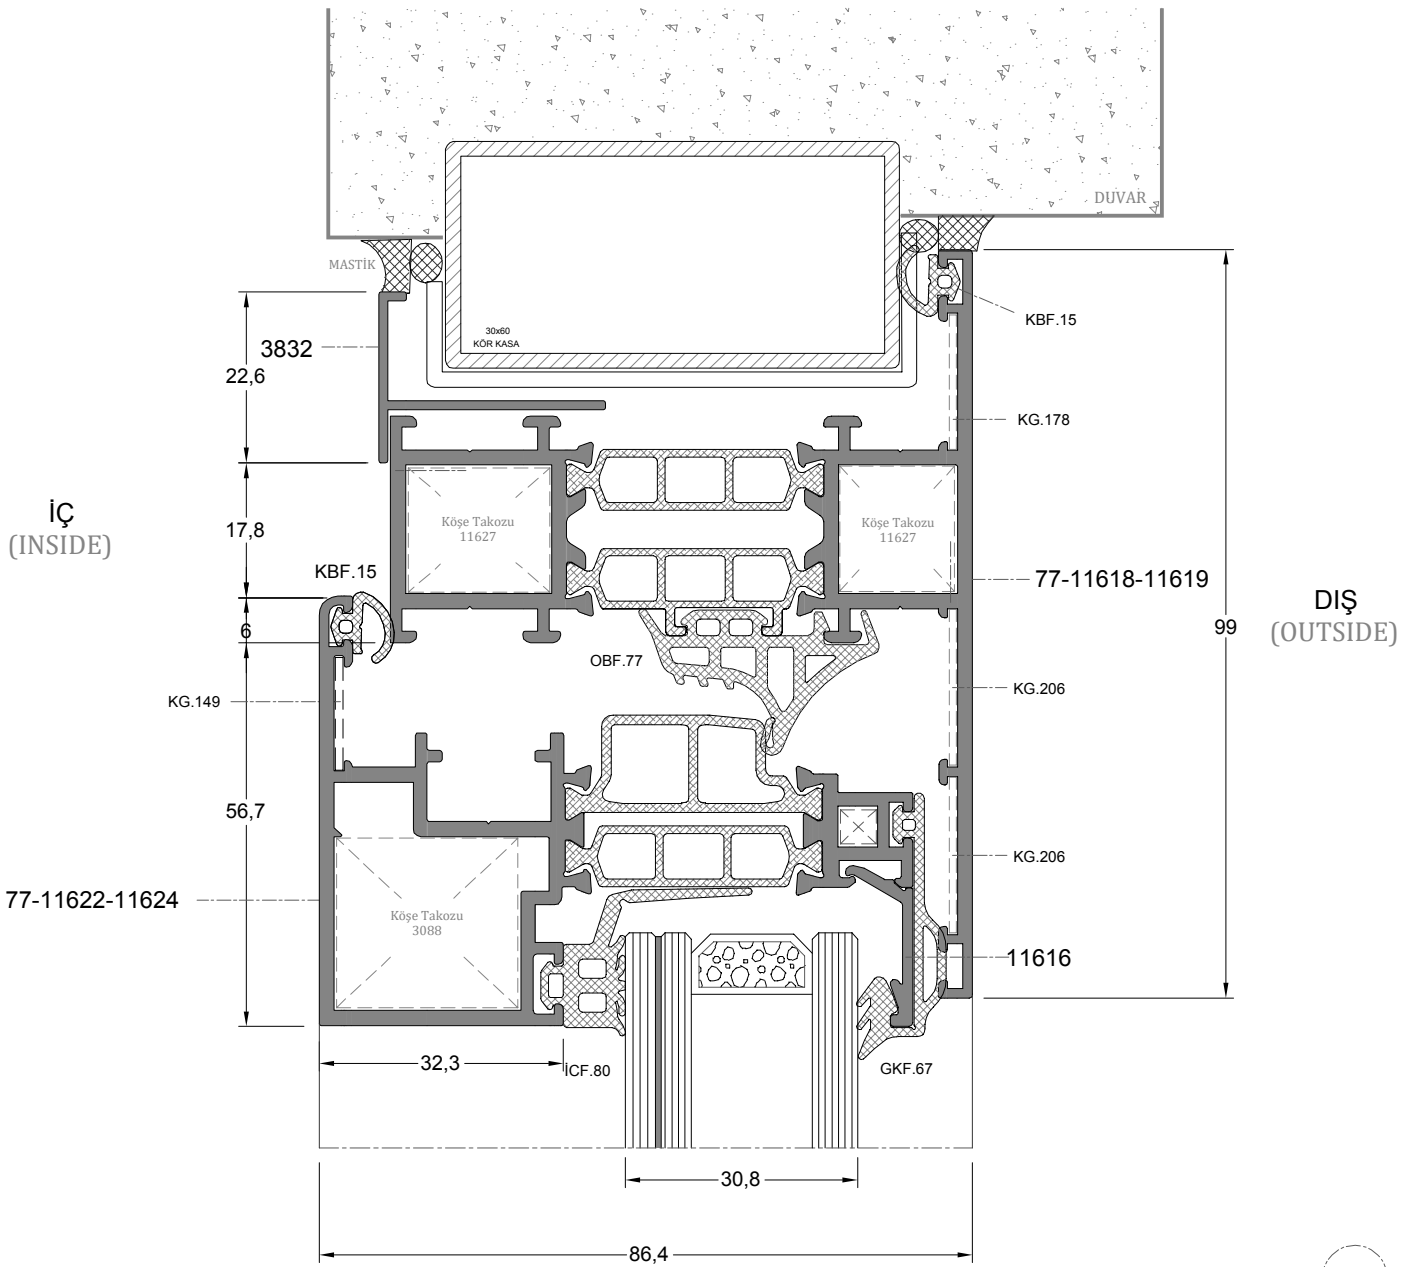 DUVAR
MASTİK
30x60
KÖR KASA
KBF.15
3832
22,6
KG.178
İÇ
(INSIDE)
17,8
Köşe Takozu
11627
Köşe Takozu
11627
KBF.15
77-11618-11619
DIŞ
(OUTSIDE)
6
99
OBF.77
KG.149
KG.206
56,7
KG.206
77-11622-11624
Köşe Takozu
3088
11616
32,3
İCF.80
GKF.67
30,8
86,4